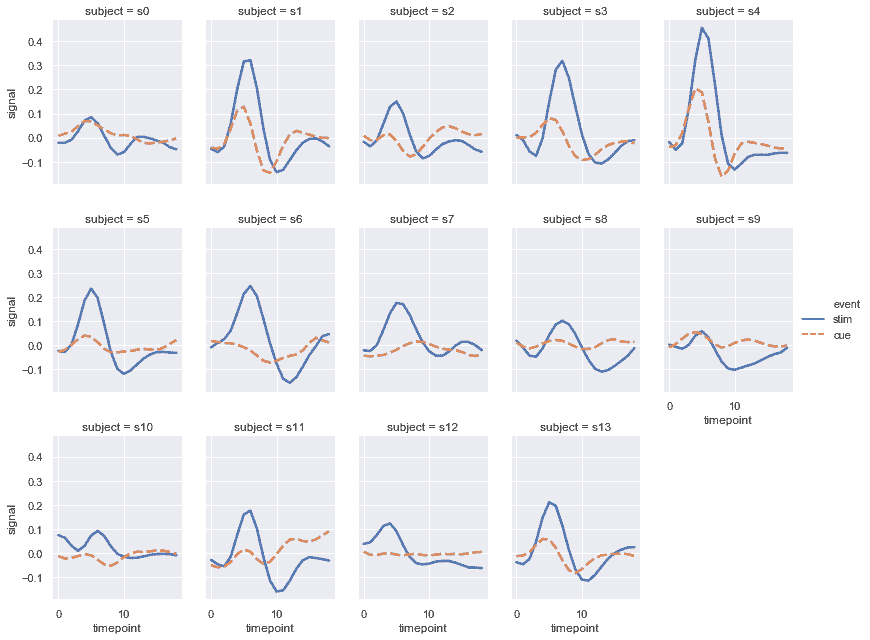 subject = s0 subject = s1 subject = s2 subject = s3 subject = s4
0.4
0.3
0.2
0.1
0.0
−0.1
signal
subject = s5 subject = s6 subject = s7 subject = s8 subject = s9
0.4
0.3
0.2
0.1
0.0
−0.1
signal
0 10
timepoint
event
stim
cue
subject = s10 subject = s11 subject = s12 subject = s13
0.4
0.3
0.2
0.1
0.0
−0.1
signal
0 10 0 10 0 10 0 10
timepoint timepoint timepoint timepoint